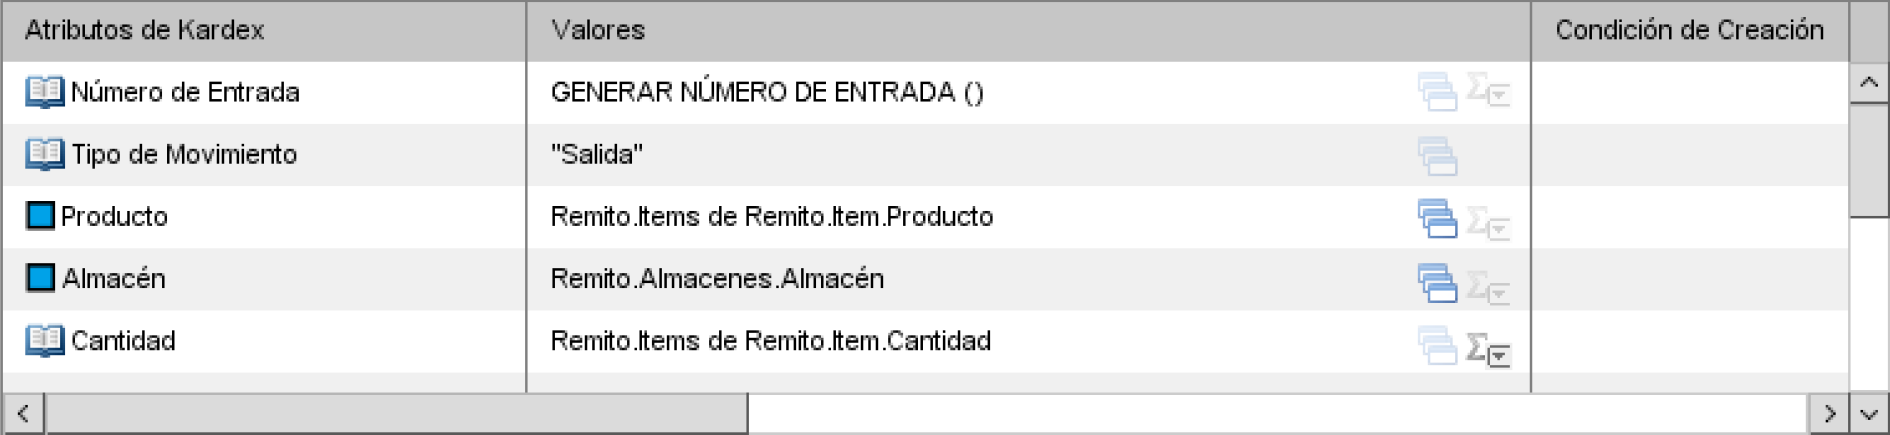 Atributos de Kardex Valores Condición de Creación
Número de Entrada GENERAR NÚMERO DE ENTRADA ()
Tipo de Movimiento "Salida"
Producto Remito.Items de Remito.Item.Producto
Almacén Remito.Almacenes.Almacén
Cantidad Remito.Items de Remito.Item.Cantidad